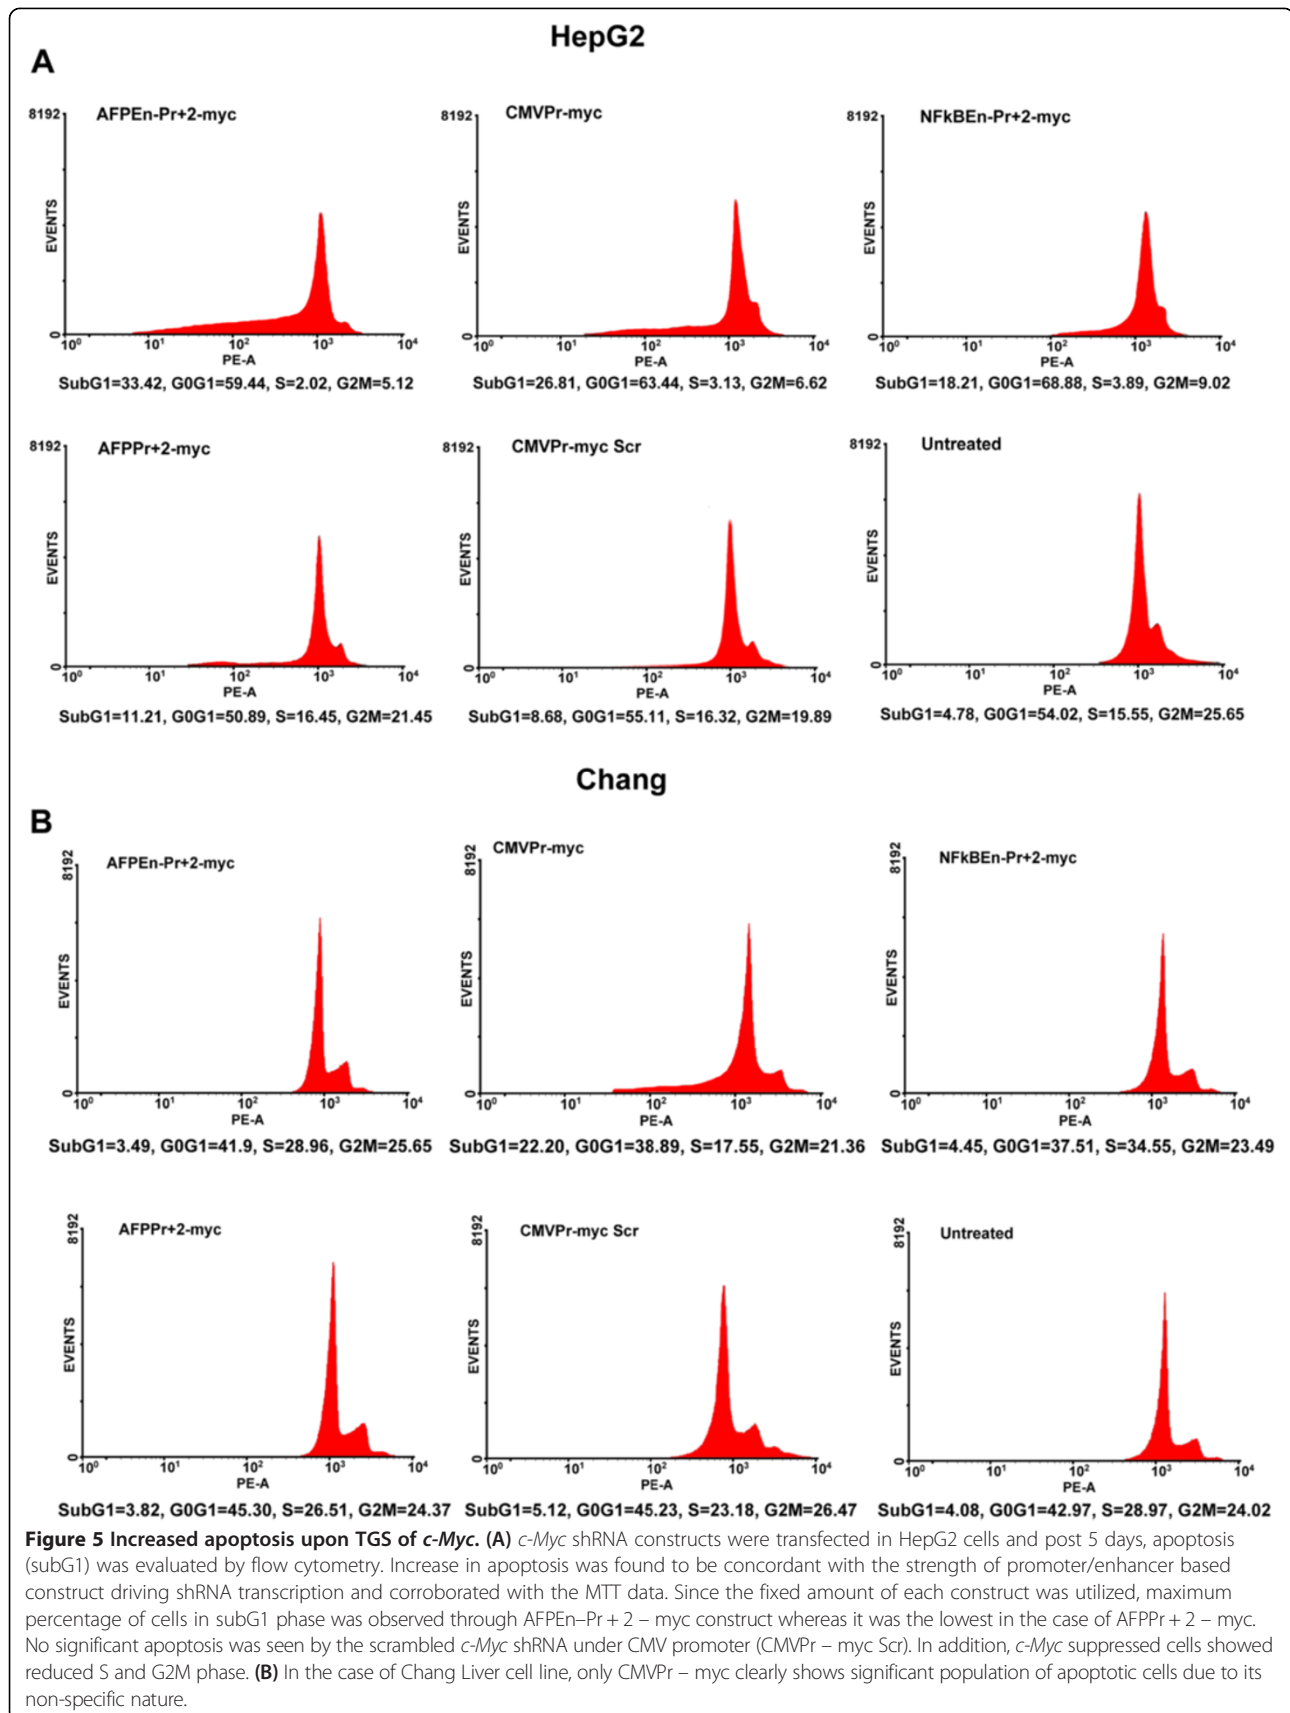 HepG2
A
AFPEn-Pr+2-myc
8192
EVENTS
0
10⁰ 10¹ 10² 10³ 10⁴
PE-A
SubG1=33.42, G0G1=59.44, S=2.02, G2M=5.12
CMVPr-myc
8192
EVENTS
0
10⁰ 10¹ 10² 10³ 10⁴
PE-A
SubG1=26.81, G0G1=63.44, S=3.13, G2M=6.62
NFkBEn-Pr+2-myc
8192
EVENTS
0
10⁰ 10¹ 10² 10³ 10⁴
PE-A
SubG1=18.21, G0G1=68.88, S=3.89, G2M=9.02
AFPPr+2-myc
8192
EVENTS
0
10⁰ 10¹ 10² 10³ 10⁴
PE-A
SubG1=11.21, G0G1=50.89, S=16.45, G2M=21.45
CMVPr-myc Scr
8192
EVENTS
0
10⁰ 10¹ 10² 10³ 10⁴
PE-A
SubG1=8.68, G0G1=55.11, S=16.32, G2M=19.89
Untreated
8192
EVENTS
0
10⁰ 10¹ 10² 10³ 10⁴
PE-A
SubG1=4.78, G0G1=54.02, S=15.55, G2M=25.65
Chang
B
AFPEn-Pr+2-myc
8192
EVENTS
0
10⁰ 10¹ 10² 10³ 10⁴
PE-A
SubG1=3.49, G0G1=41.9, S=28.96, G2M=25.65
CMVPr-myc
8192
EVENTS
0
10⁰ 10¹ 10² 10³ 10⁴
PE-A
SubG1=22.20, G0G1=38.89, S=17.55, G2M=21.36
NFkBEn-Pr+2-myc
8192
EVENTS
0
10⁰ 10¹ 10² 10³ 10⁴
PE-A
SubG1=4.45, G0G1=37.51, S=34.55, G2M=23.49
AFPPr+2-myc
8192
EVENTS
0
10⁰ 10¹ 10² 10³ 10⁴
PE-A
SubG1=3.82, G0G1=45.30, S=26.51, G2M=24.37
CMVPr-myc Scr
8192
EVENTS
0
10⁰ 10¹ 10² 10³ 10⁴
PE-A
SubG1=5.12, G0G1=45.23, S=23.18, G2M=26.47
Untreated
8192
EVENTS
0
10⁰ 10¹ 10² 10³ 10⁴
PE-A
SubG1=4.08, G0G1=42.97, S=28.97, G2M=24.02
Figure 5 Increased apoptosis upon TGS of c-Myc. (A) c-Myc shRNA constructs were transfected in HepG2 cells and post 5 days, apoptosis
(subG1) was evaluated by flow cytometry. Increase in apoptosis was found to be concordant with the strength of promoter/enhancer based
construct driving shRNA transcription and corroborated with the MTT data. Since the fixed amount of each construct was utilized, maximum
percentage of cells in subG1 phase was observed through AFPEn–Pr + 2 – myc construct whereas it was the lowest in the case of AFPPr + 2 – myc.
No significant apoptosis was seen by the scrambled c-Myc shRNA under CMV promoter (CMVPr – myc Scr). In addition, c-Myc suppressed cells showed
reduced S and G2M phase. (B) In the case of Chang Liver cell line, only CMVPr – myc clearly shows significant population of apoptotic cells due to its
non-specific nature.